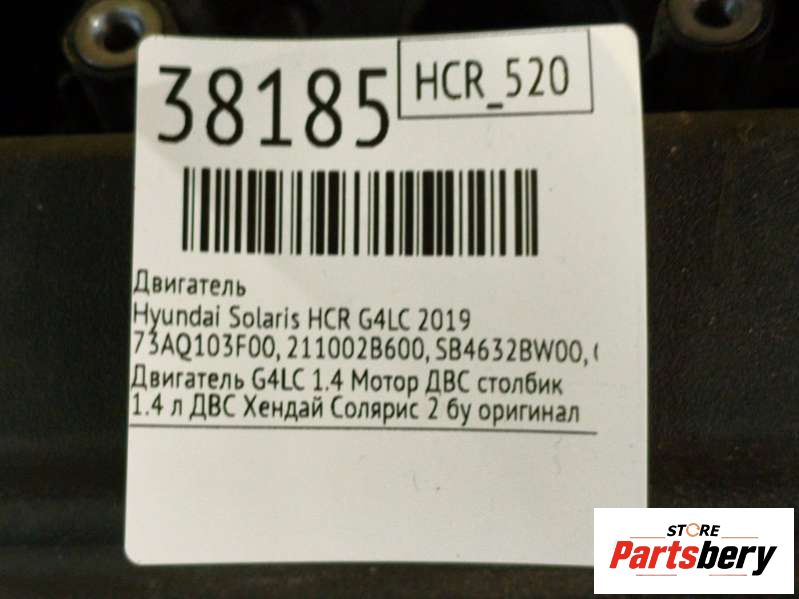 38185
HCR_520
Двигатель
Hyundai Solaris HCR G4LC 2019
73AQ103F00, 211002B600, SB4632BW00,
Двигатель G4LC 1.4 Мотор ДВС столбик
1.4 л ДВС Хендай Солярис 2 бу оригинал
STORE
Partsbery